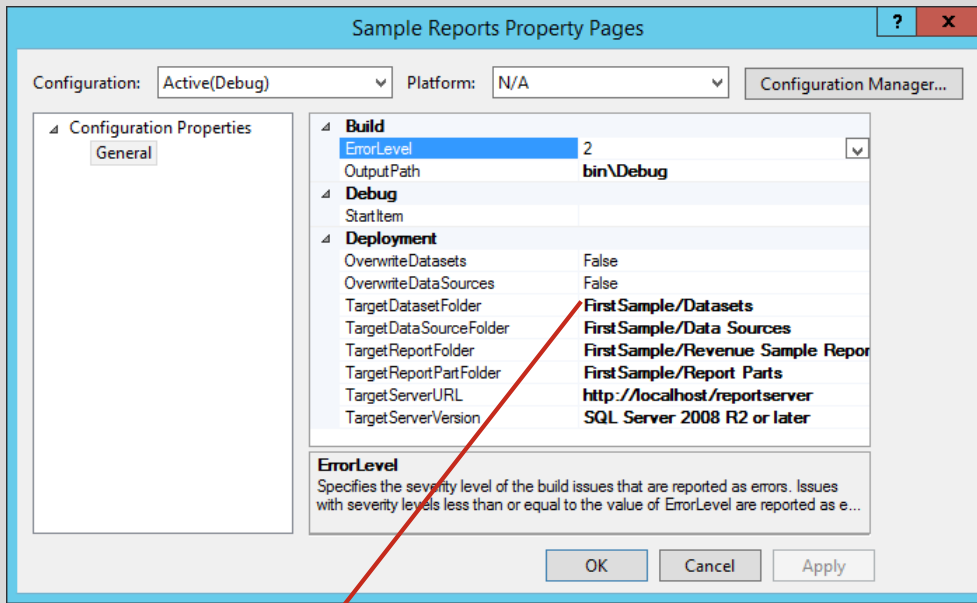 Sample Reports Property Pages
? x
Configuration: Active(Debug) Platform: N/A Configuration Manager...
Configuration Properties
General
Build
ErrorLevel 2
OutputPath bin\Debug
Debug
StartItem
Deployment
OverwriteDatasets False
OverwriteDataSources False
TargetDatasetFolder FirstSample/Datasets
TargetDataSourceFolder FirstSample/Data Sources
TargetReportFolder FirstSample/Revenue Sample Repor
TargetReportPartFolder FirstSample/Report Parts
TargetServerURL http://localhost/reportserver
TargetServerVersion SQL Server 2008 R2 or later
ErrorLevel
Specifies the severity level of the build issues that are reported as errors. Issues
with severity levels less than or equal to the value of ErrorLevel are reported as e...
OK Cancel Apply